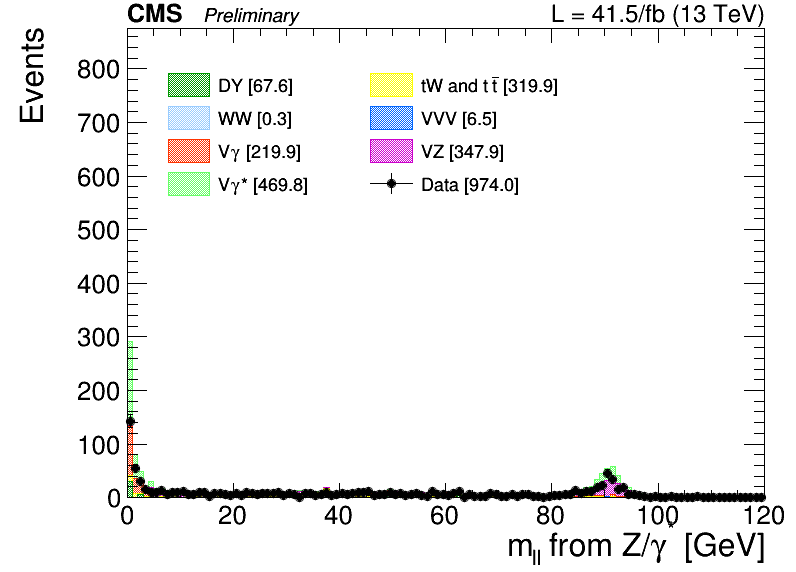 CMS Preliminary L = 41.5/fb (13 TeV)
Events
800
700
600
500
400
300
200
100
0
DY [67.6]
WW [0.3]
Vγ [219.9]
Vγ* [469.8]
tW and tt̄ [319.9]
VVV [6.5]
VZ [347.9]
Data [974.0]
0 20 40 60 80 100 120
m_ll from Z/γ* [GeV]